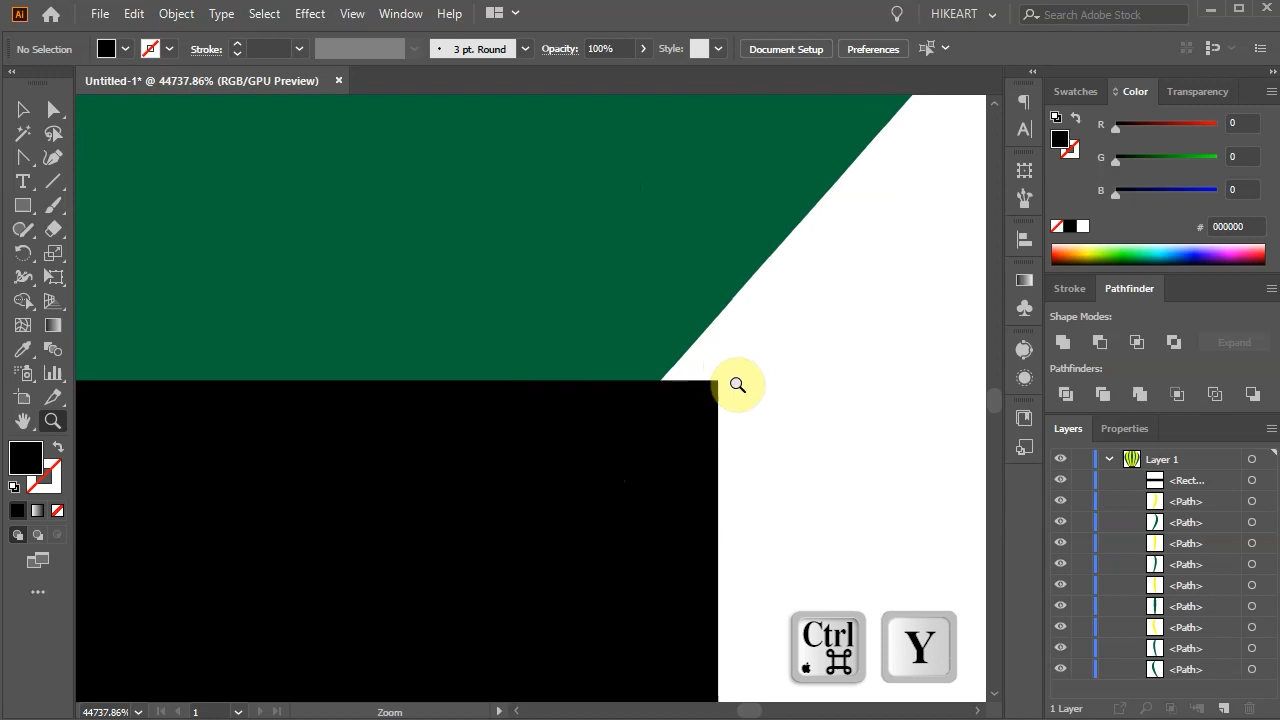 Ai File Edit Object Type Select Effect View Window Help HIKEART Search Adobe Stock
No Selection Stroke: 3 pt. Round Opacity: 100% Style: Document Setup Preferences
Untitled-1* @ 44737.86% (RGB/GPU Preview)
Swatches Color Transparency
R 0
G 0
B 0
# 000000
Stroke Pathfinder
Shape Modes:
Expand
Pathfinders:
Layers Properties
Layer 1
<Rect...
<Path>
<Path>
<Path>
<Path>
<Path>
<Path>
<Path>
<Path>
<Path>
Ctrl Y
44737.86% 1 Zoom
1 Layer